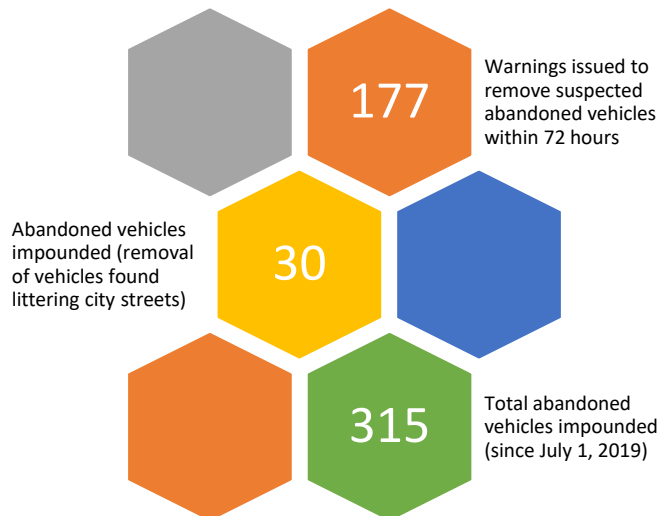 177
Warnings issued to
remove suspected
abandoned vehicles
within 72 hours
Abandoned vehicles
impounded (removal
of vehicles found
littering city streets)
30
315
Total abandoned
vehicles impounded
(since July 1, 2019)